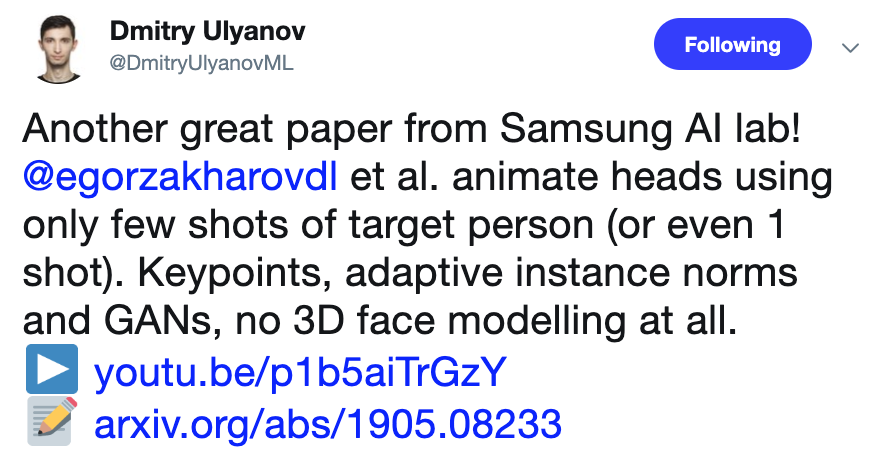 Dmitry Ulyanov
@DmitryUlyanovML
Following
Another great paper from Samsung AI lab!
@egorzakharovdl et al. animate heads using
only few shots of target person (or even 1
shot). Keypoints, adaptive instance norms
and GANs, no 3D face modelling at all.
youtu.be/p1b5aiTrGzY
arxiv.org/abs/1905.08233